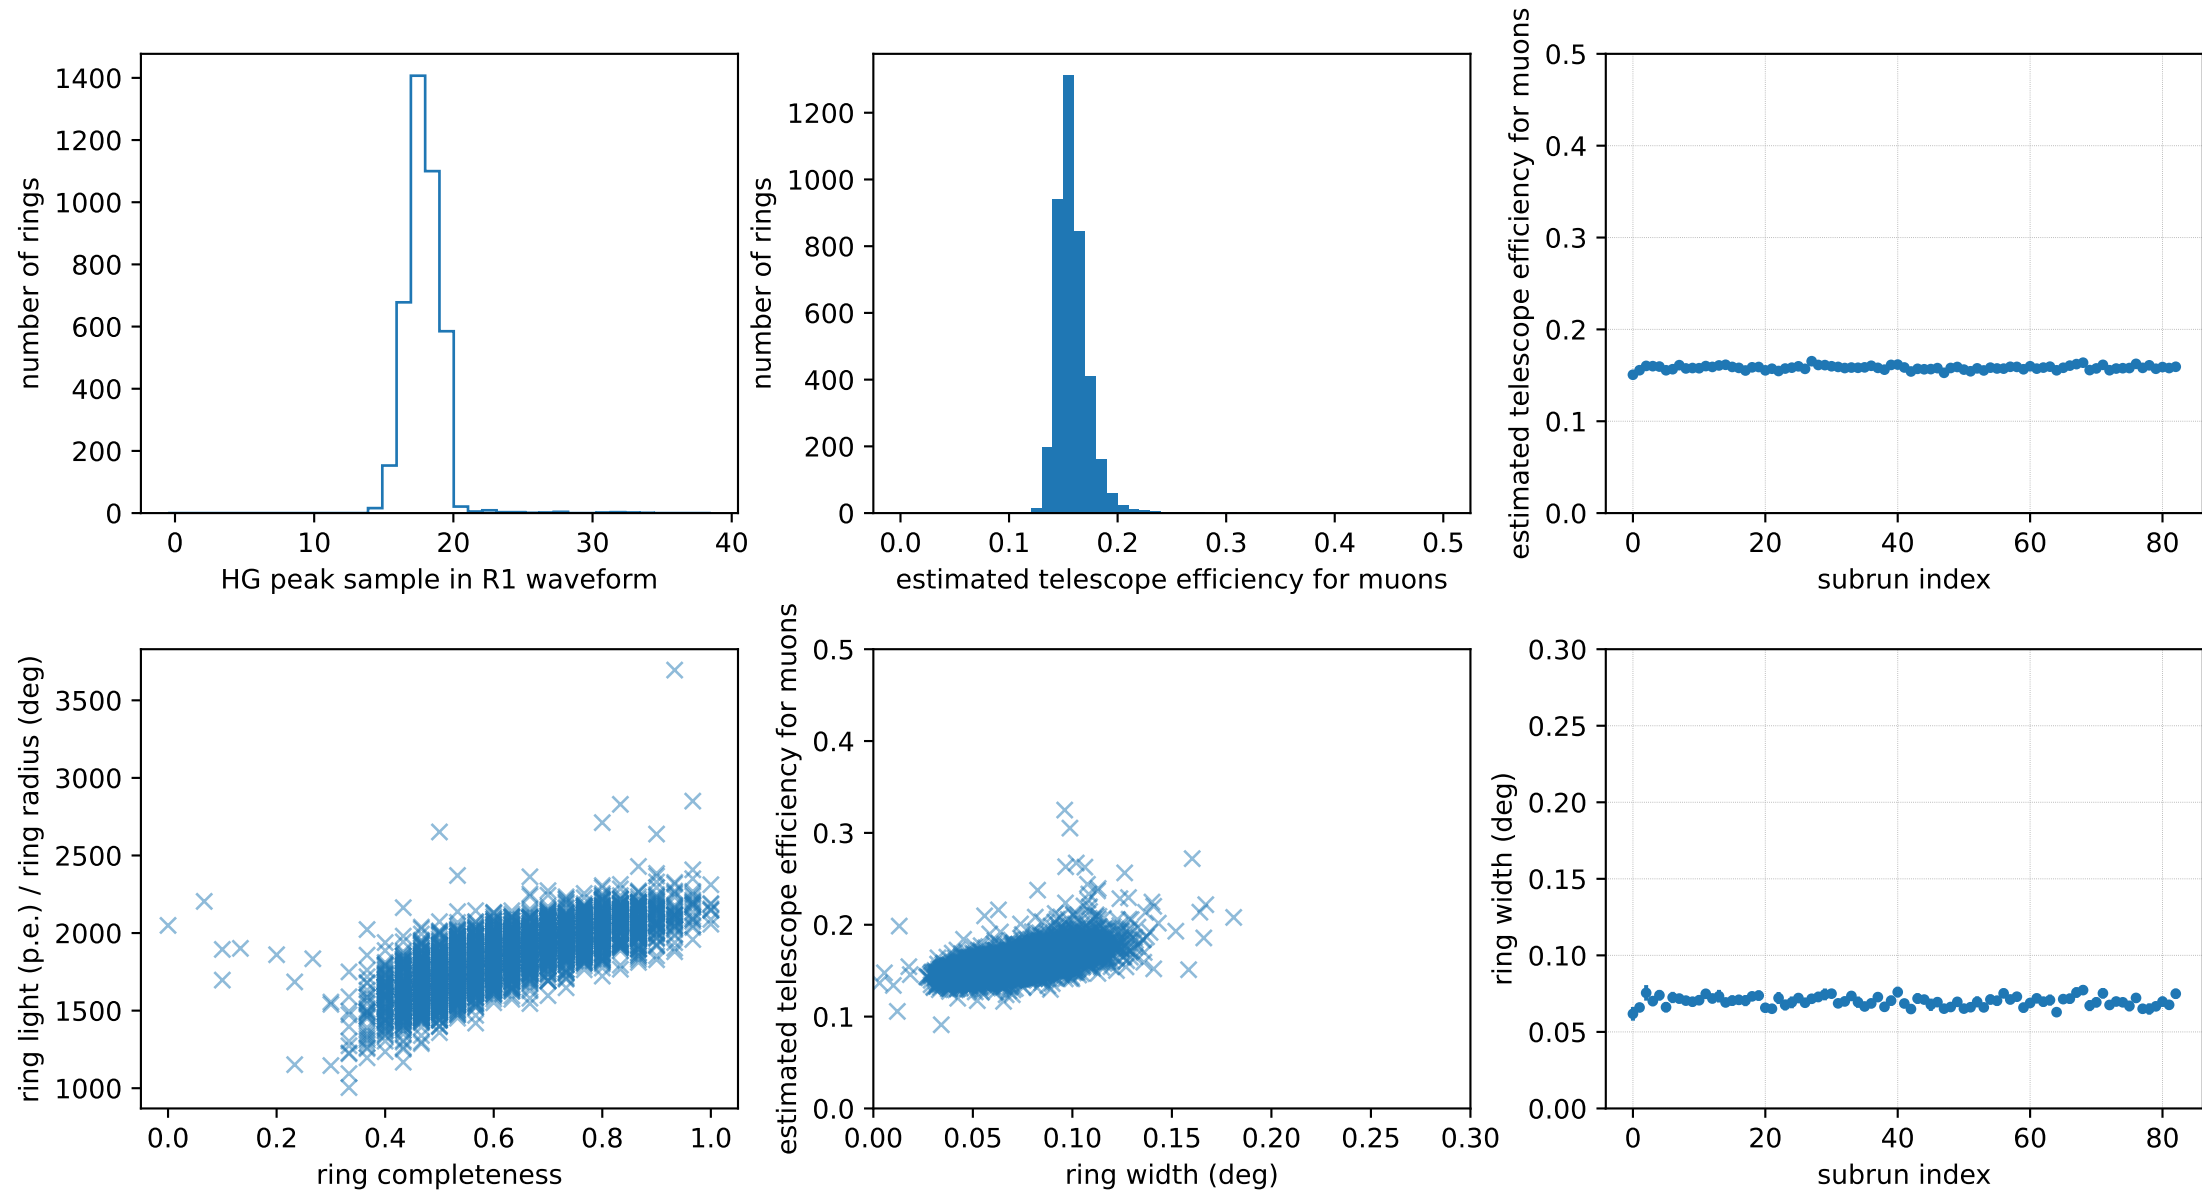 1400
1200
1000
800
600
400
200
0
number of rings
0 10 20 30 40
HG peak sample in R1 waveform
1200
1000
800
600
400
200
0
number of rings
0.0 0.1 0.2 0.3 0.4 0.5
estimated telescope efficiency for muons
0.5
0.4
0.3
0.2
0.1
0.0
estimated telescope efficiency for muons
0 20 40 60 80
subrun index
3500
3000
2500
2000
1500
1000
ring light (p.e.) / ring radius (deg)
0.0 0.2 0.4 0.6 0.8 1.0
ring completeness
0.5
0.4
0.3
0.2
0.1
0.0
estimated telescope efficiency for muons
0.00 0.05 0.10 0.15 0.20 0.25 0.30
ring width (deg)
0.30
0.25
0.20
0.15
0.10
0.05
0.00
ring width (deg)
0 20 40 60 80
subrun index